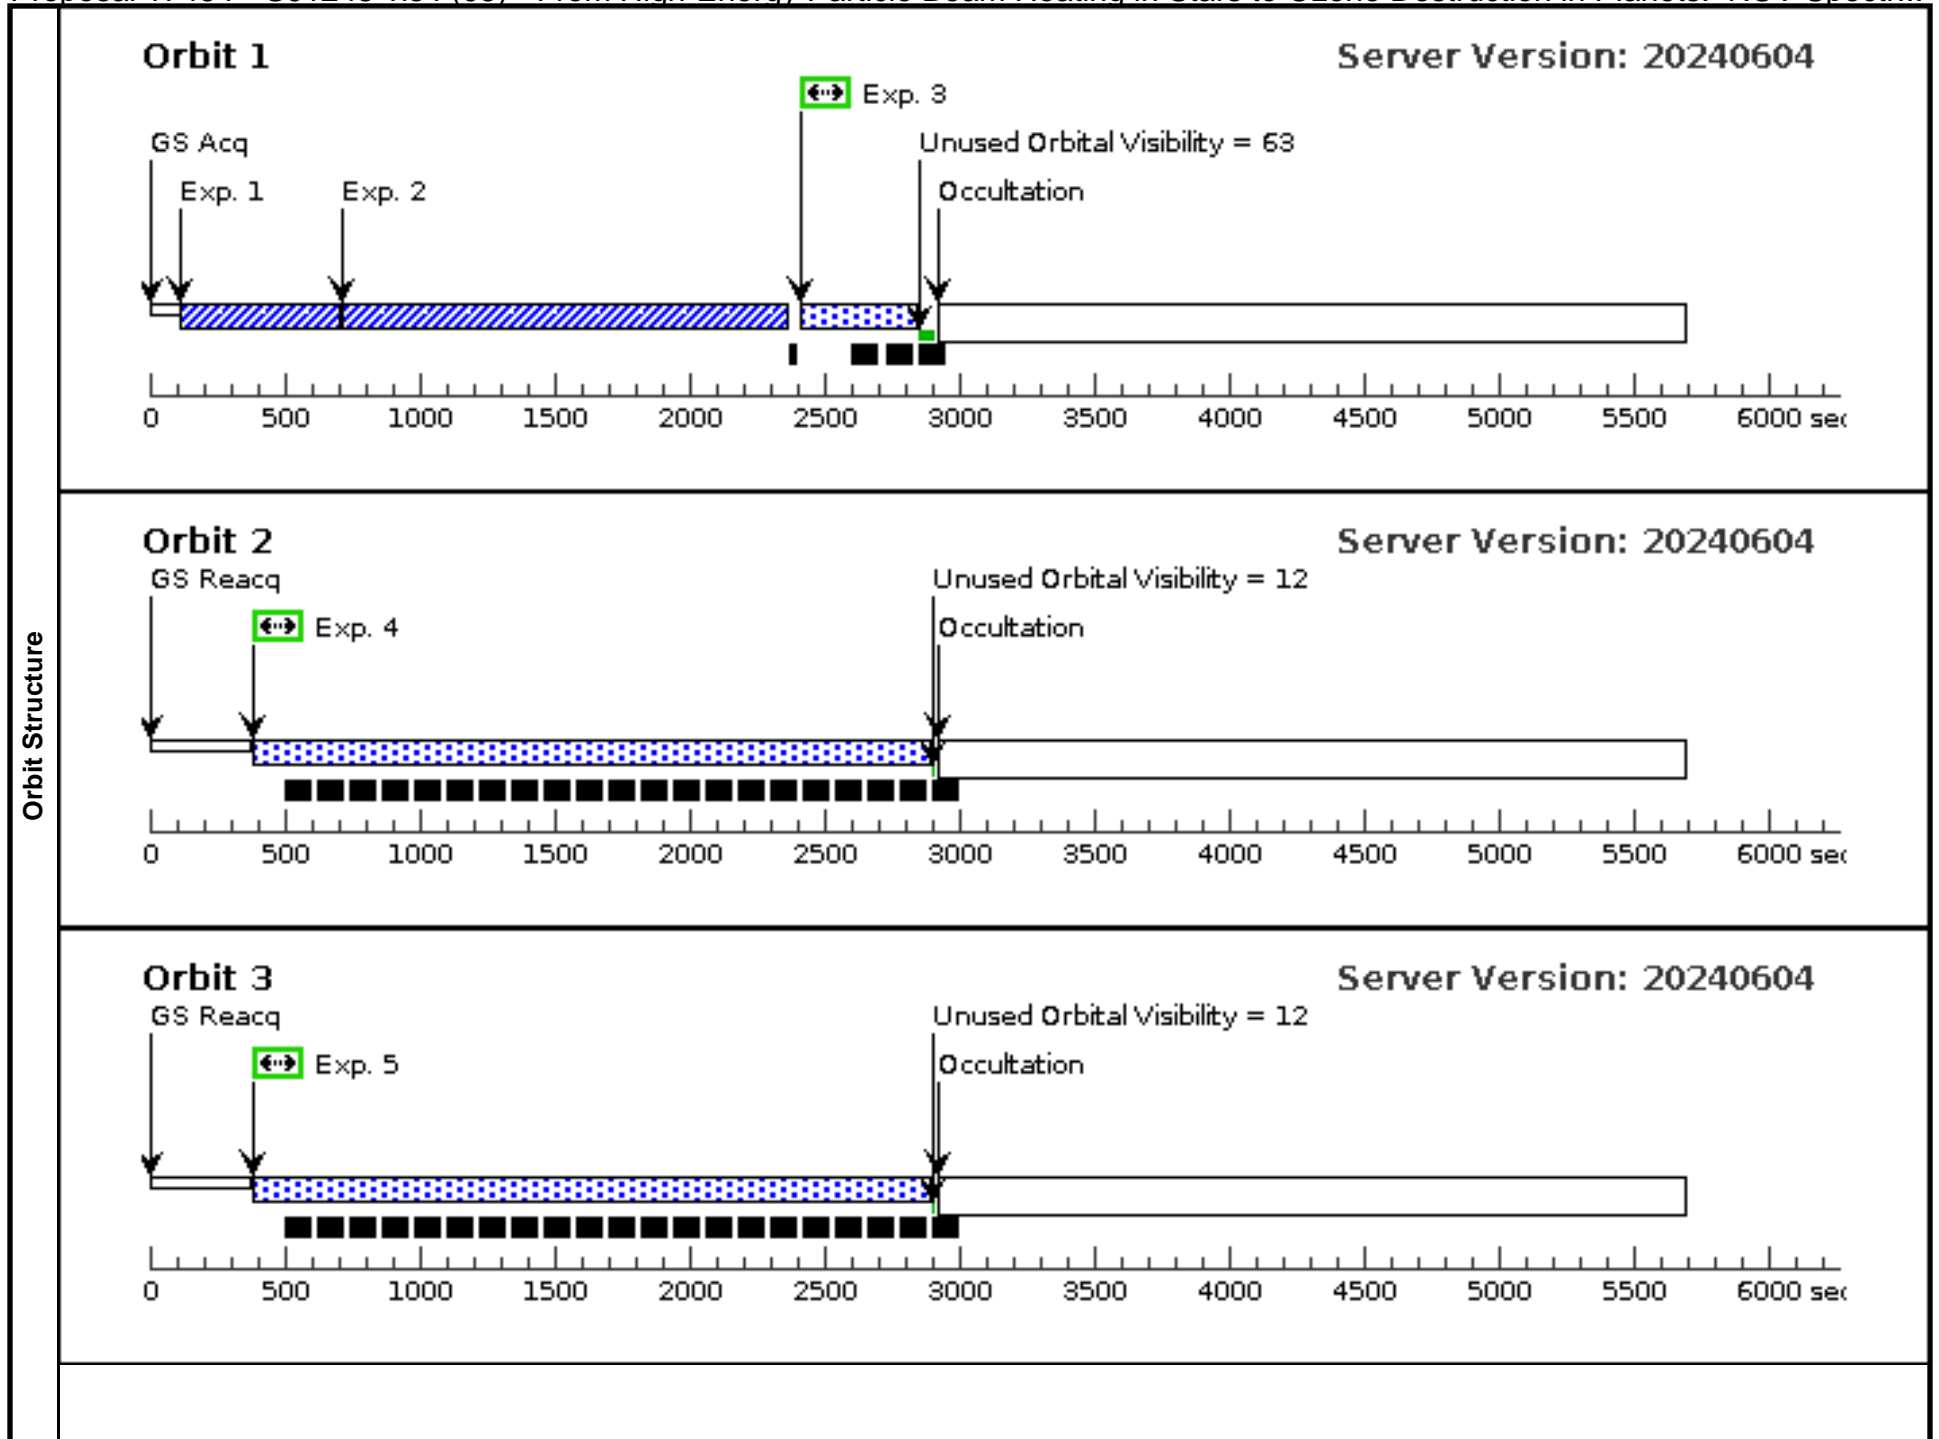 Orbit 1
Server Version: 20240604
Exp. 3
GS Acq
Unused Orbital Visibility = 63
Exp. 1
Exp. 2
Occultation
0 500 1000 1500 2000 2500 3000 3500 4000 4500 5000 5500 6000
Orbit 2
Server Version: 20240604
GS Reacq
Unused Orbital Visibility = 12
Exp. 4
Occultation
Orbit Structure
0 500 1000 1500 2000 2500 3000 3500 4000 4500 5000 5500 6000
Orbit 3
Server Version: 20240604
GS Reacq
Unused Orbital Visibility = 12
Exp. 5
Occultation
0 500 1000 1500 2000 2500 3000 3500 4000 4500 5000 5500 6000